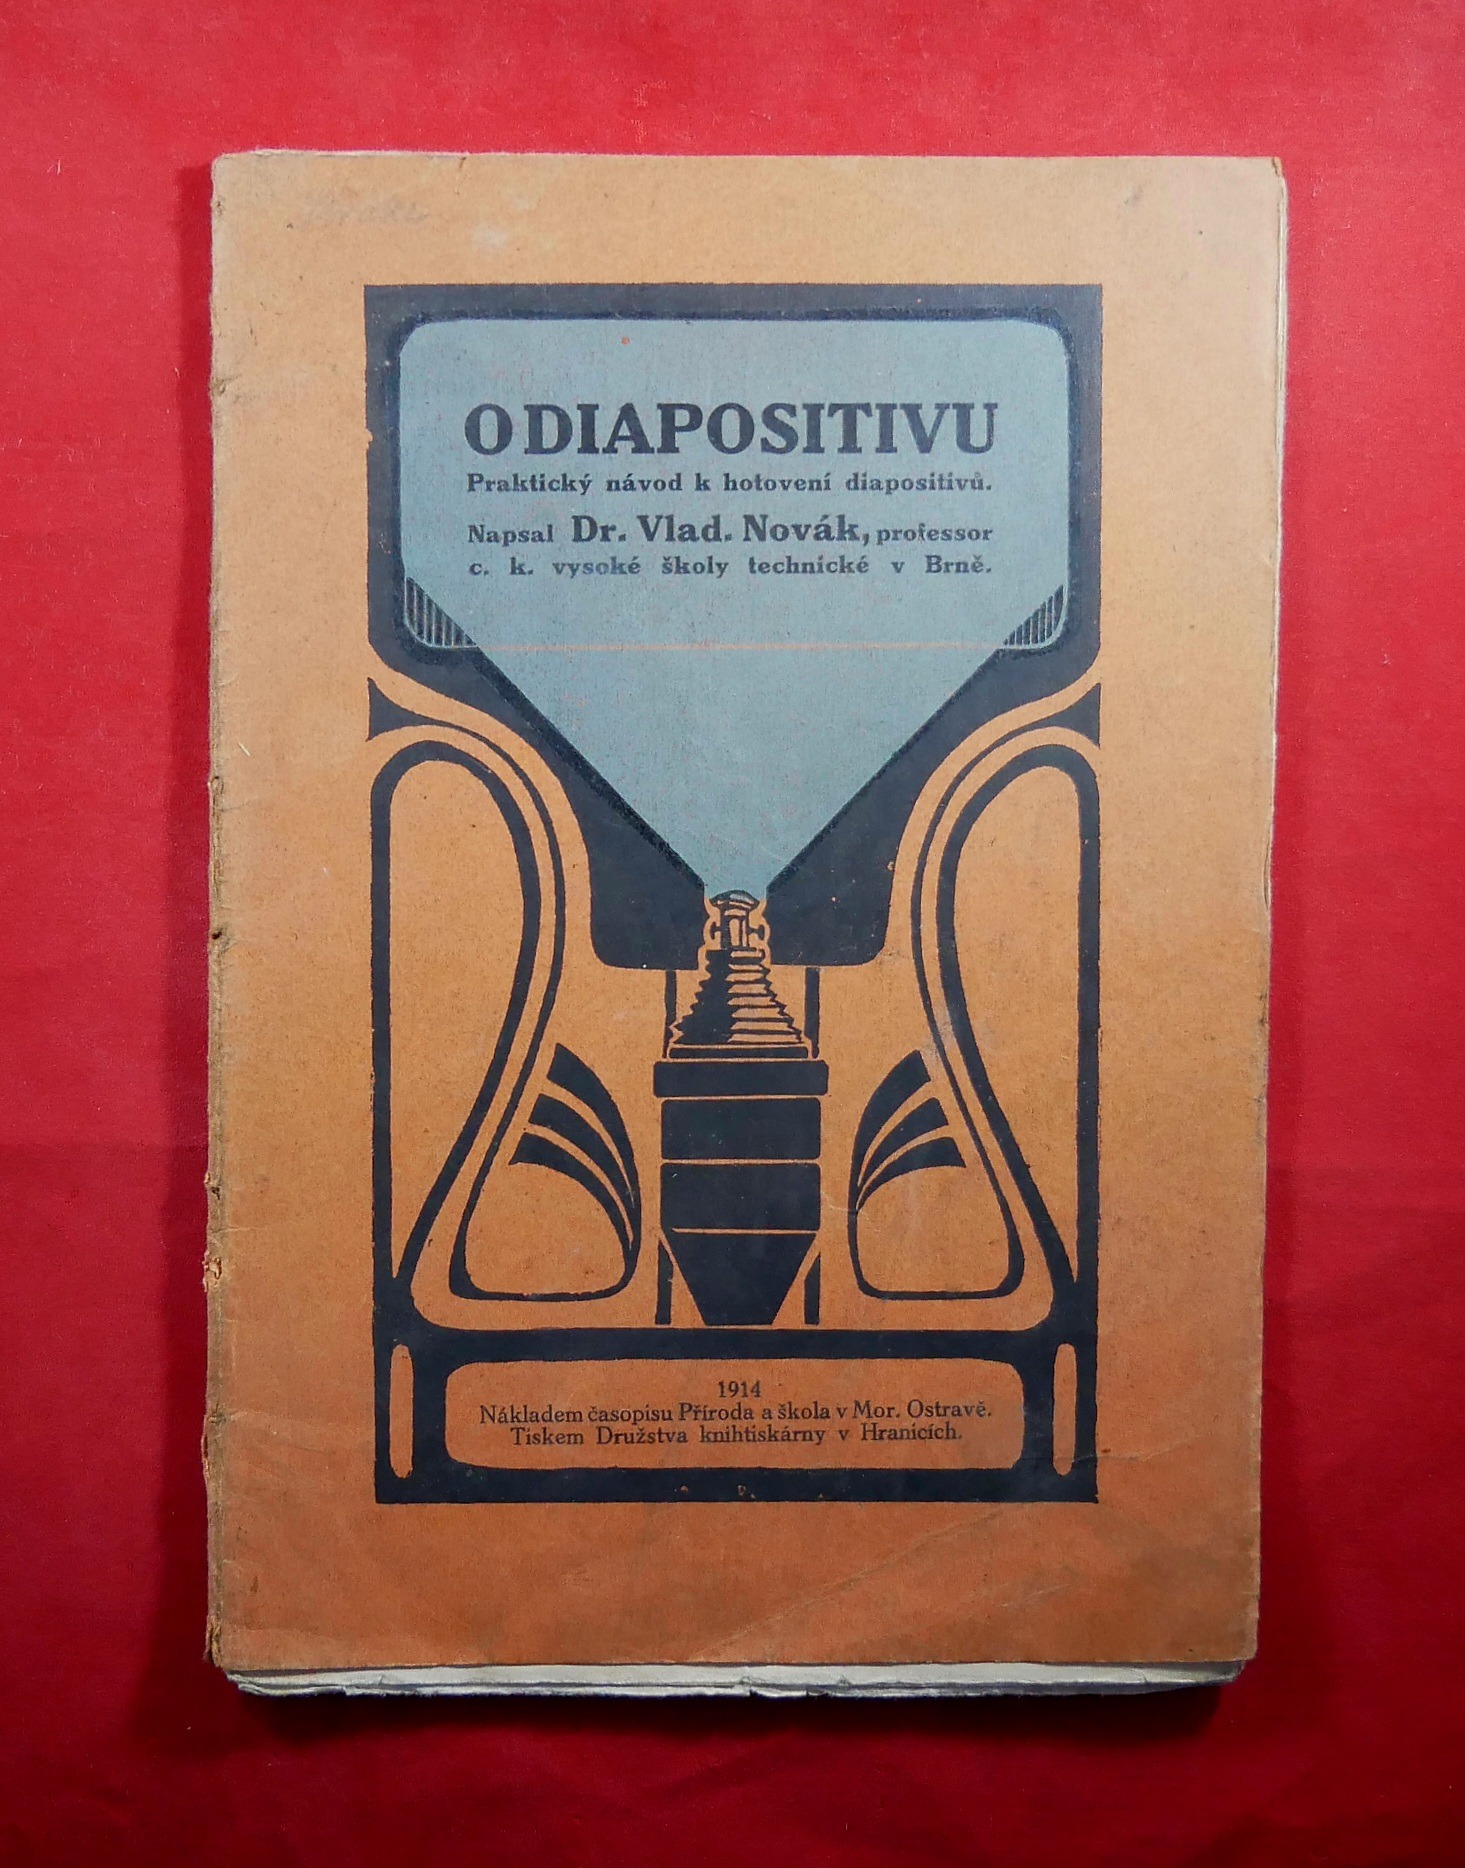 O DIAPOSITIVU
Praktický návod k hotovení diapositivů.
Napsal Dr. Vlad. Novák, professor
c. k. vysoké školy technické v Brně.
1914
Nákladem časopisu Příroda a škola v Mor. Ostravě.
Tiskem Družstva knihtiskárny v Hranicích.